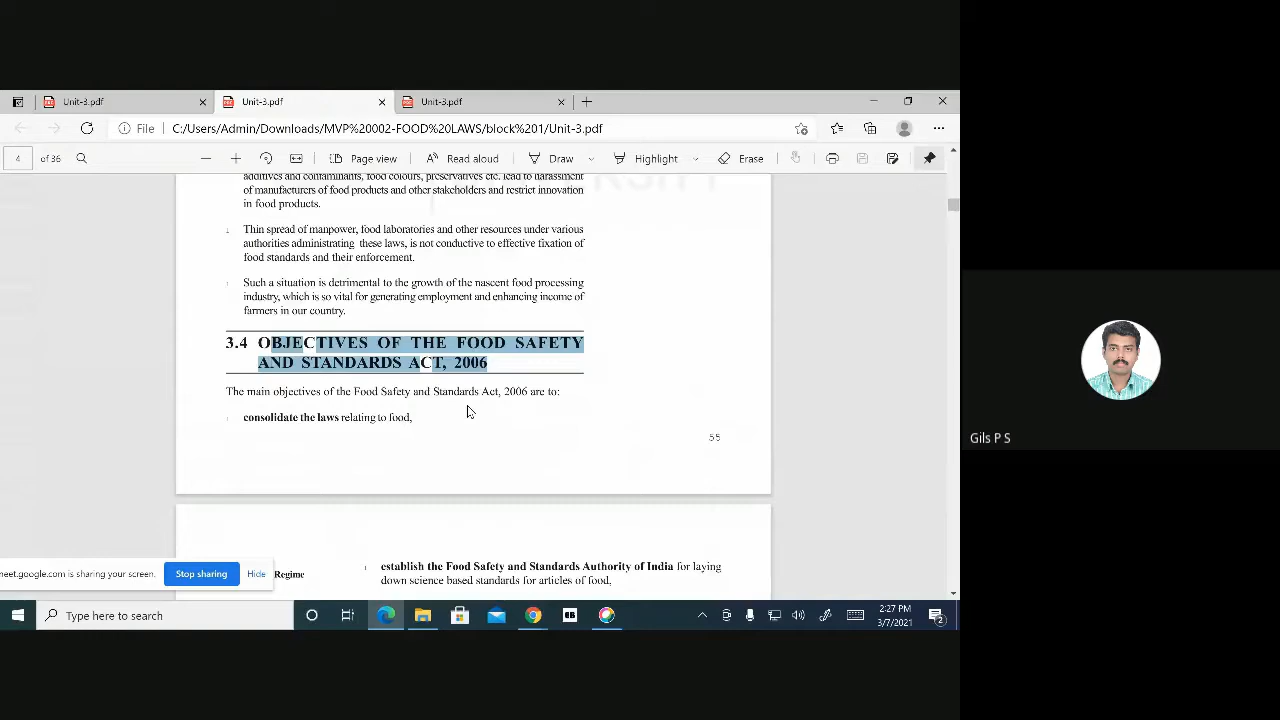 Unit-3.pdf
Unit-3.pdf
Unit-3.pdf
File
C:/Users/Admin/Downloads/MVP%20002-FOOD%20LAWS/block%201/Unit-3.pdf
4 of 36
Page view
Read aloud
Draw
Highlight
Erase
additives and contaminants, food colours, preservatives etc. lead to harassment
of manufacturers of food products and other stakeholders and restrict innovation
in food products.
Thin spread of manpower, food laboratories and other resources under various
authorities administrating these laws, is not conductive to effective fixation of
food standards and their enforcement.
Such a situation is detrimental to the growth of the nascent food processing
industry, which is so vital for generating employment and enhancing income of
farmers in our country.
3.4 OBJECTIVES OF THE FOOD SAFETY
AND STANDARDS ACT, 2006
The main objectives of the Food Safety and Standards Act, 2006 are to:
consolidate the laws relating to food,
55
Gils P S
establish the Food Safety and Standards Authority of India for laying
down science based standards for articles of food,
meet.google.com is sharing your screen.
Stop sharing
Hide
Regime
Type here to search
2:27 PM
3/7/2021
2